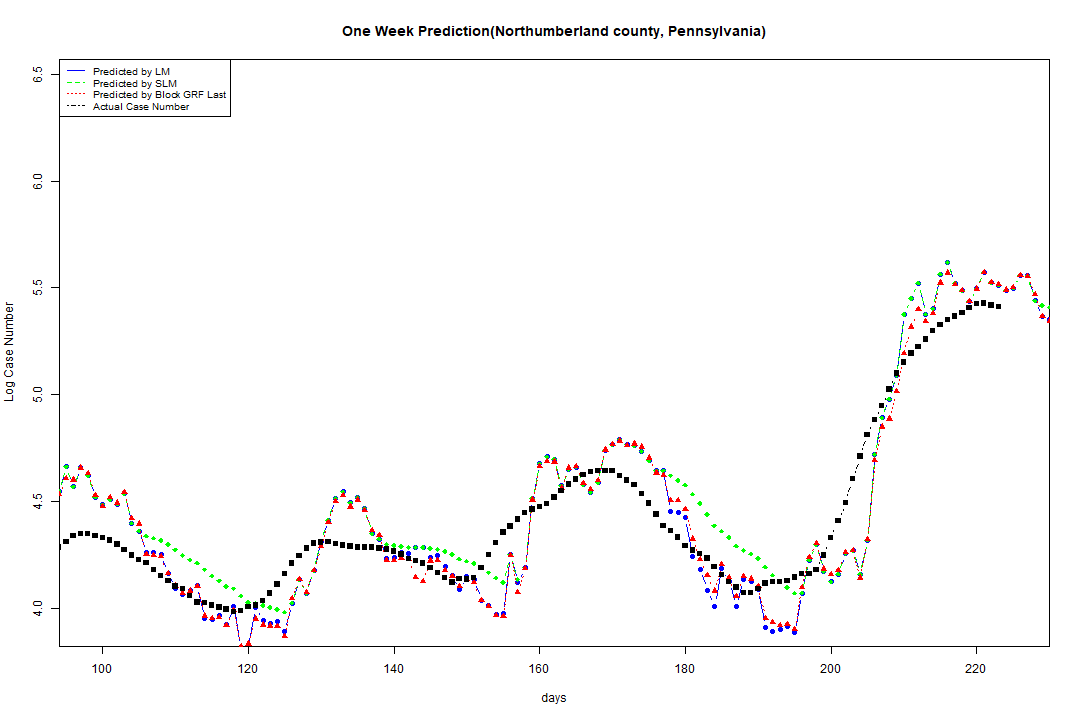 One Week Prediction(Northumberland county, Pennsylvania)
Predicted by LM
Predicted by SLM
Predicted by Block GRF Last
Actual Case Number
6.5
6.0
5.5
5.0
4.5
4.0
Log Case Number
100 120 140 160 180 200 220
days